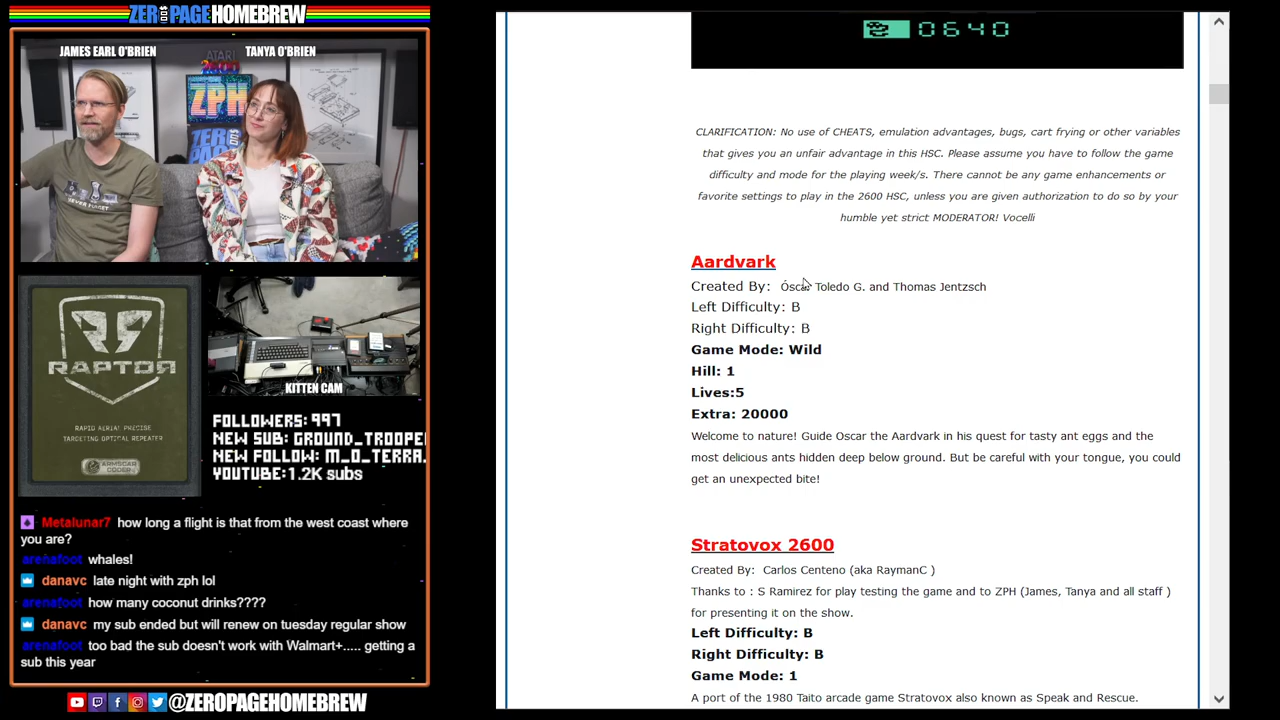 ZEROPAGEHOMEBREW
JAMES EARL O'BRIEN
TANYA O'BRIEN
ATARI
ZPH
ZERO
PAGE
NEVER FORGET
RAPTOR
RAPID AERIAL PRECISE
TARGETING OPTICAL REPEATER
ARMSCAR
CODER
KITTEN CAM
FOLLOWERS: 997
NEW SUB: GROUND_TROOPER
NEW FOLLOW: M_O_TERRA_
YOUTUBE: 1.2K subs
Metalunar7 how long a flight is that from the west coast where
you are?
arenafoot whales!
danavc late night with zph lol
arenafoot how many coconut drinks????
danavc my sub ended but will renew on tuesday regular show
arenafoot too bad the sub doesn't work with Walmart+..... getting a
sub this year
@ZEROPAGEHOMEBREW
0640
CLARIFICATION: No use of CHEATS, emulation advantages, bugs, cart frying or other variables
that gives you an unfair advantage in this HSC. Please assume you have to follow the game
difficulty and mode for the playing week/s. There cannot be any game enhancements or
favorite settings to play in the 2600 HSC, unless you are given authorization to do so by your
humble yet strict MODERATOR! Vocelli
Aardvark
Created By: Óscar Toledo G. and Thomas Jentzsch
Left Difficulty: B
Right Difficulty: B
Game Mode: Wild
Hill: 1
Lives:5
Extra: 20000
Welcome to nature! Guide Oscar the Aardvark in his quest for tasty ant eggs and the
most delicious ants hidden deep below ground. But be careful with your tongue, you could
get an unexpected bite!
Stratovox 2600
Created By: Carlos Centeno (aka RaymanC )
Thanks to : S Ramirez for play testing the game and to ZPH (James, Tanya and all staff )
for presenting it on the show.
Left Difficulty: B
Right Difficulty: B
Game Mode: 1
A port of the 1980 Taito arcade game Stratovox also known as Speak and Rescue.